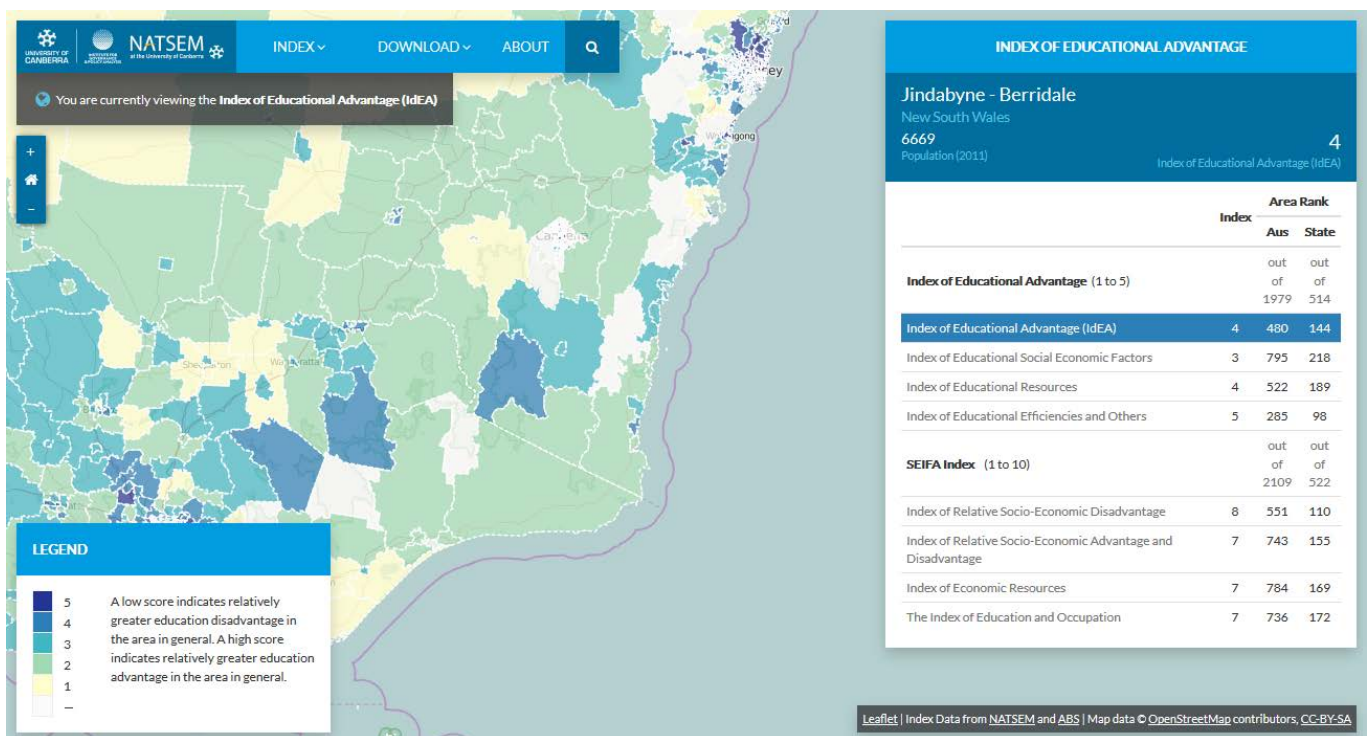 UNIVERSITY OF
CANBERRA
NATSEM
at the University of Canberra
INDEX
DOWNLOAD
ABOUT
You are currently viewing the Index of Educational Advantage (IdEA)
+
−
Canberra
LEGEND
5
4
3
2
1
—
A low score indicates relatively
greater education disadvantage in
the area in general. A high score
indicates relatively greater education
advantage in the area in general.
INDEX OF EDUCATIONAL ADVANTAGE
Jindabyne - Berridale
New South Wales
6669
Population (2011)
4
Index of Educational Advantage (IdEA)
Index Area Rank
Aus State
Index of Educational Advantage (1 to 5) out of 1979 out of 514
Index of Educational Advantage (IdEA) 4 480 144
Index of Educational Social Economic Factors 3 795 218
Index of Educational Resources 4 522 189
Index of Educational Efficiencies and Others 5 285 98
SEIFA Index (1 to 10) out of 2109 out of 522
Index of Relative Socio-Economic Disadvantage 8 551 110
Index of Relative Socio-Economic Advantage and
Disadvantage 7 743 155
Index of Economic Resources 7 784 169
The Index of Education and Occupation 7 736 172
Leaflet | Index Data from NATSEM and ABS | Map data © OpenStreetMap contributors, CC-BY-SA